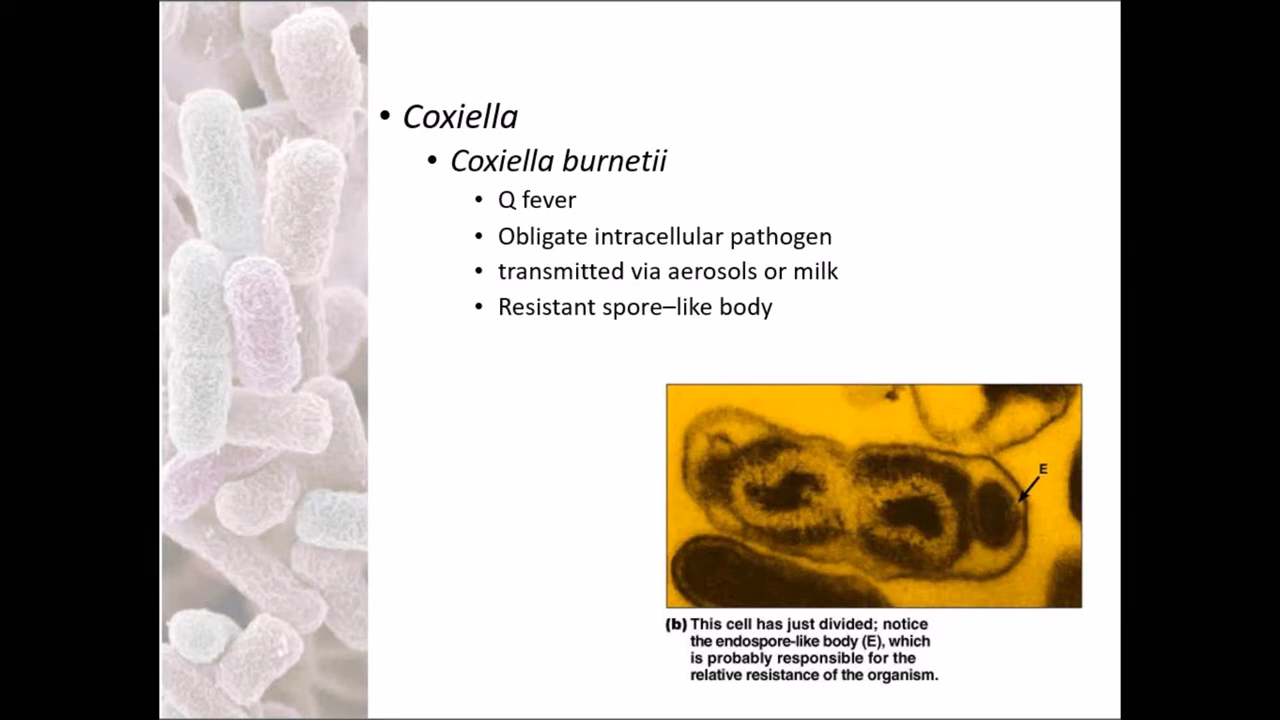 • Coxiella
• Coxiella burnetii
• Q fever
• Obligate intracellular pathogen
• transmitted via aerosols or milk
• Resistant spore–like body
E
(b) This cell has just divided; notice
the endospore-like body (E), which
is probably responsible for the
relative resistance of the organism.